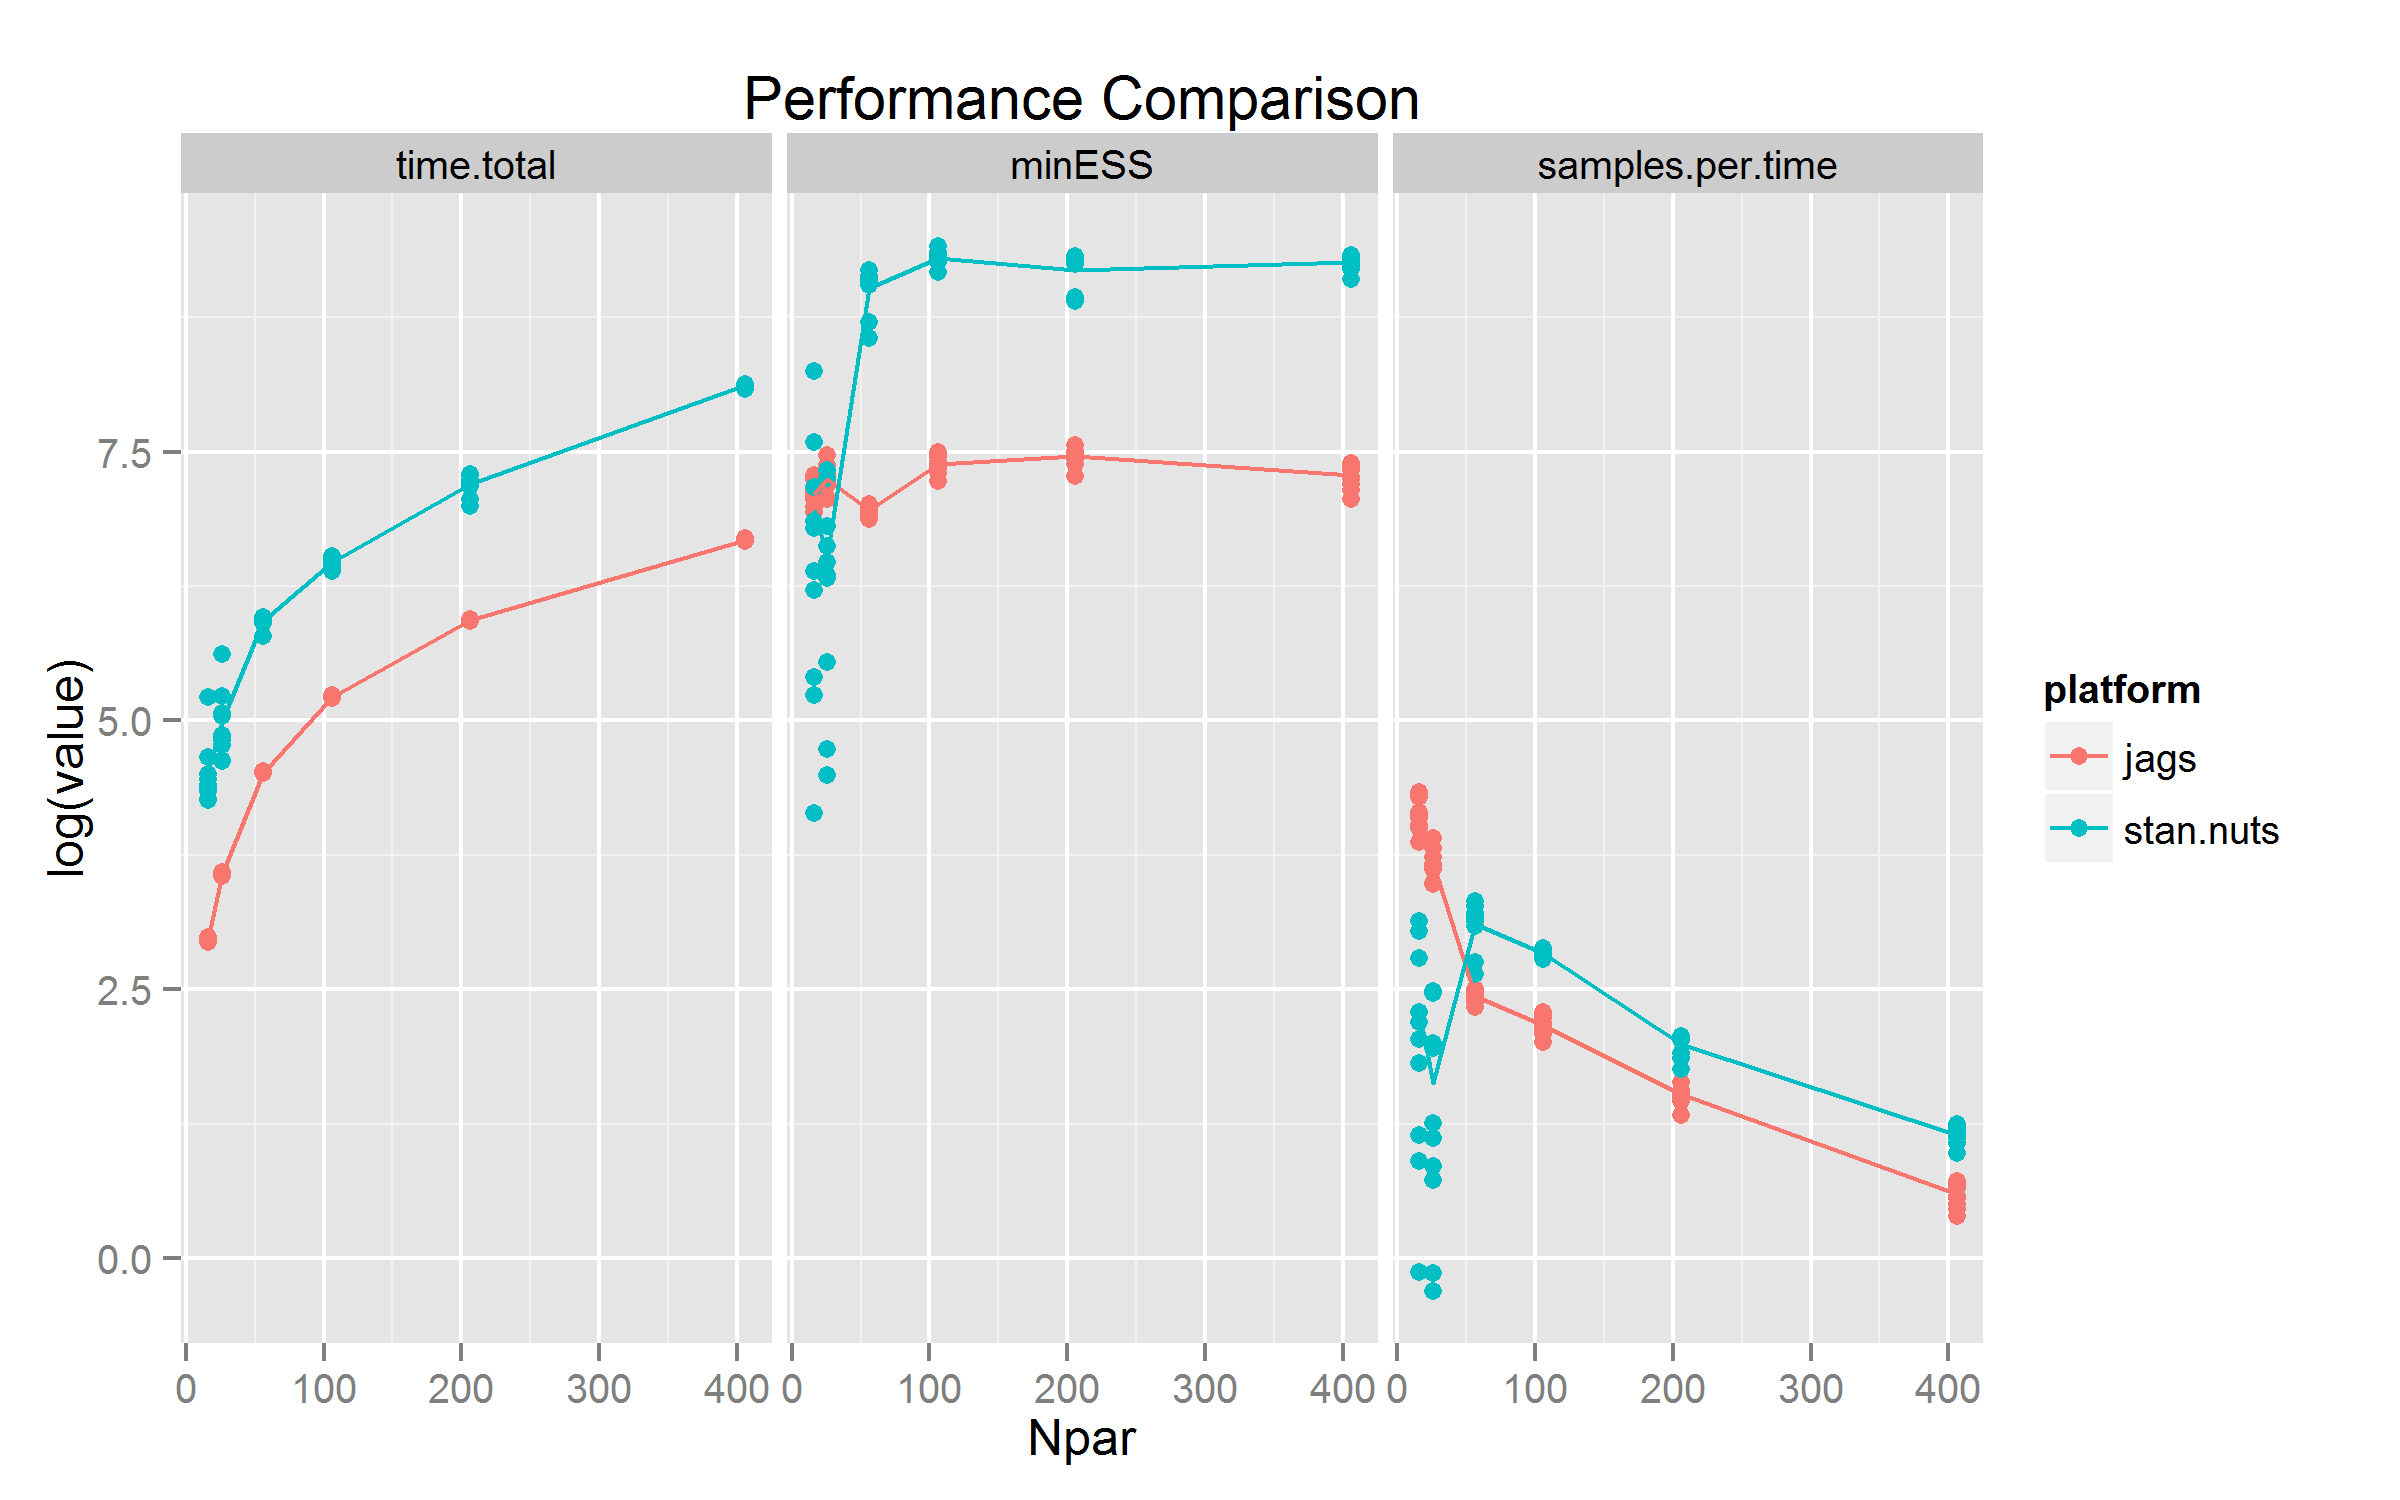 Performance Comparison
time.total
minESS
samples.per.time
log(value)
7.5
5.0
2.5
0.0
0 100 200 300 400
0 100 200 300 400
0 100 200 300 400
Npar
platform
jags
stan.nuts